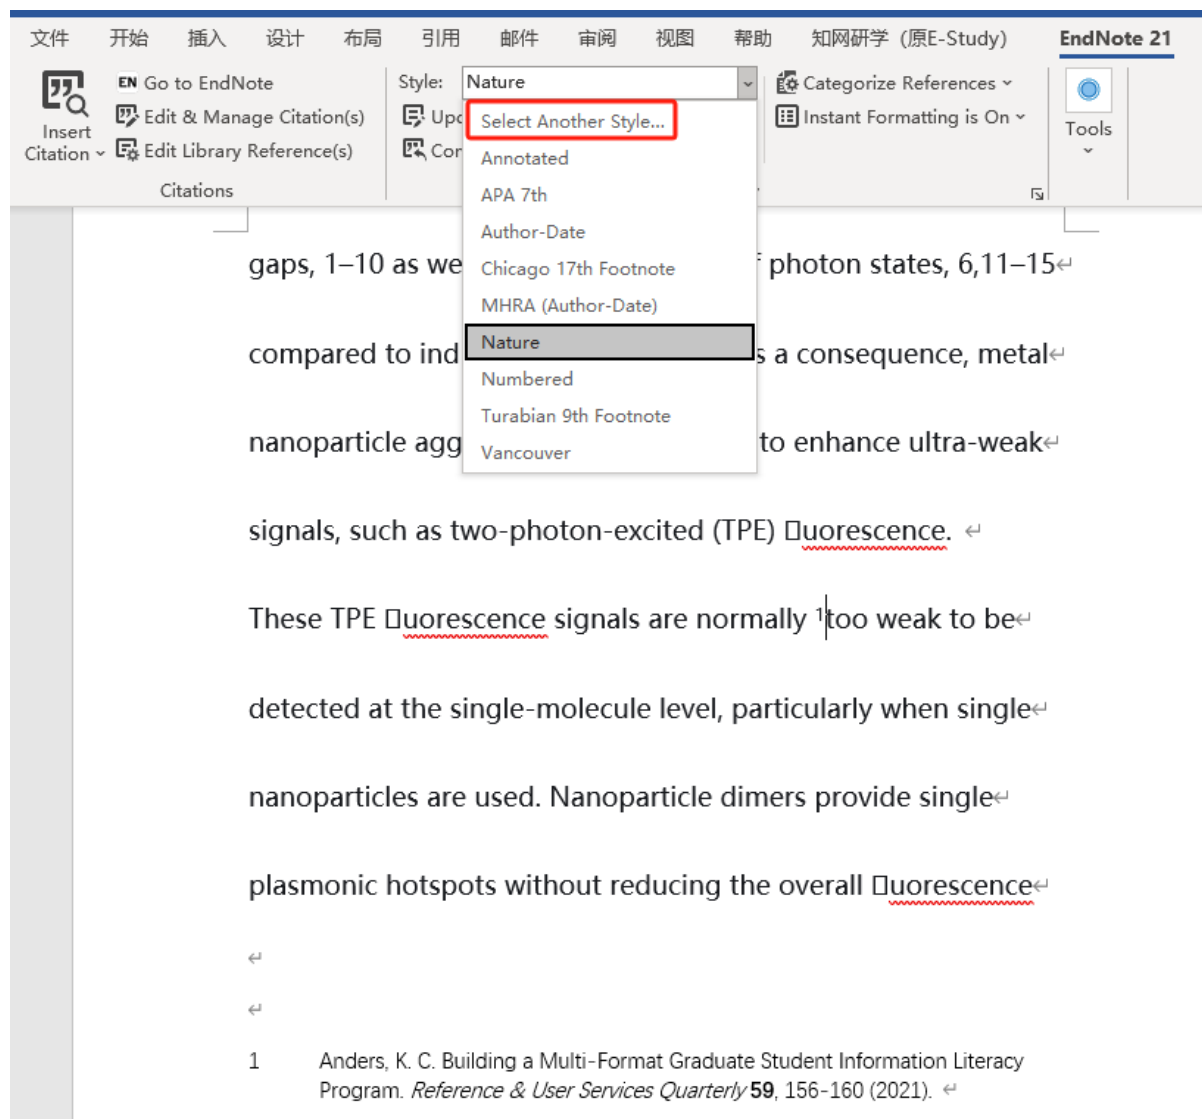 文件 开始 插入 设计 布局 引用 邮件 审阅 视图 帮助 知网研学 (原E-Study) EndNote 21
Insert Citation
EN Go to EndNote
Edit & Manage Citation(s)
Edit Library Reference(s)
Citations
Style: Nature
Upd
Con
Select Another Style...
Annotated
APA 7th
Author-Date
Chicago 17th Footnote
MHRA (Author-Date)
Nature
Numbered
Turabian 9th Footnote
Vancouver
Categorize References
Instant Formatting is On
Tools
gaps, 1–10 as we photon states, 6,11–15
compared to ind s a consequence, metal
nanoparticle agg to enhance ultra-weak
signals, such as two-photon-excited (TPE) □uorescence.
These TPE □uorescence signals are normally ¹too weak to be
detected at the single-molecule level, particularly when single
nanoparticles are used. Nanoparticle dimers provide single
plasmonic hotspots without reducing the overall □uorescence
1 Anders, K. C. Building a Multi-Format Graduate Student Information Literacy
Program. Reference & User Services Quarterly 59, 156-160 (2021).